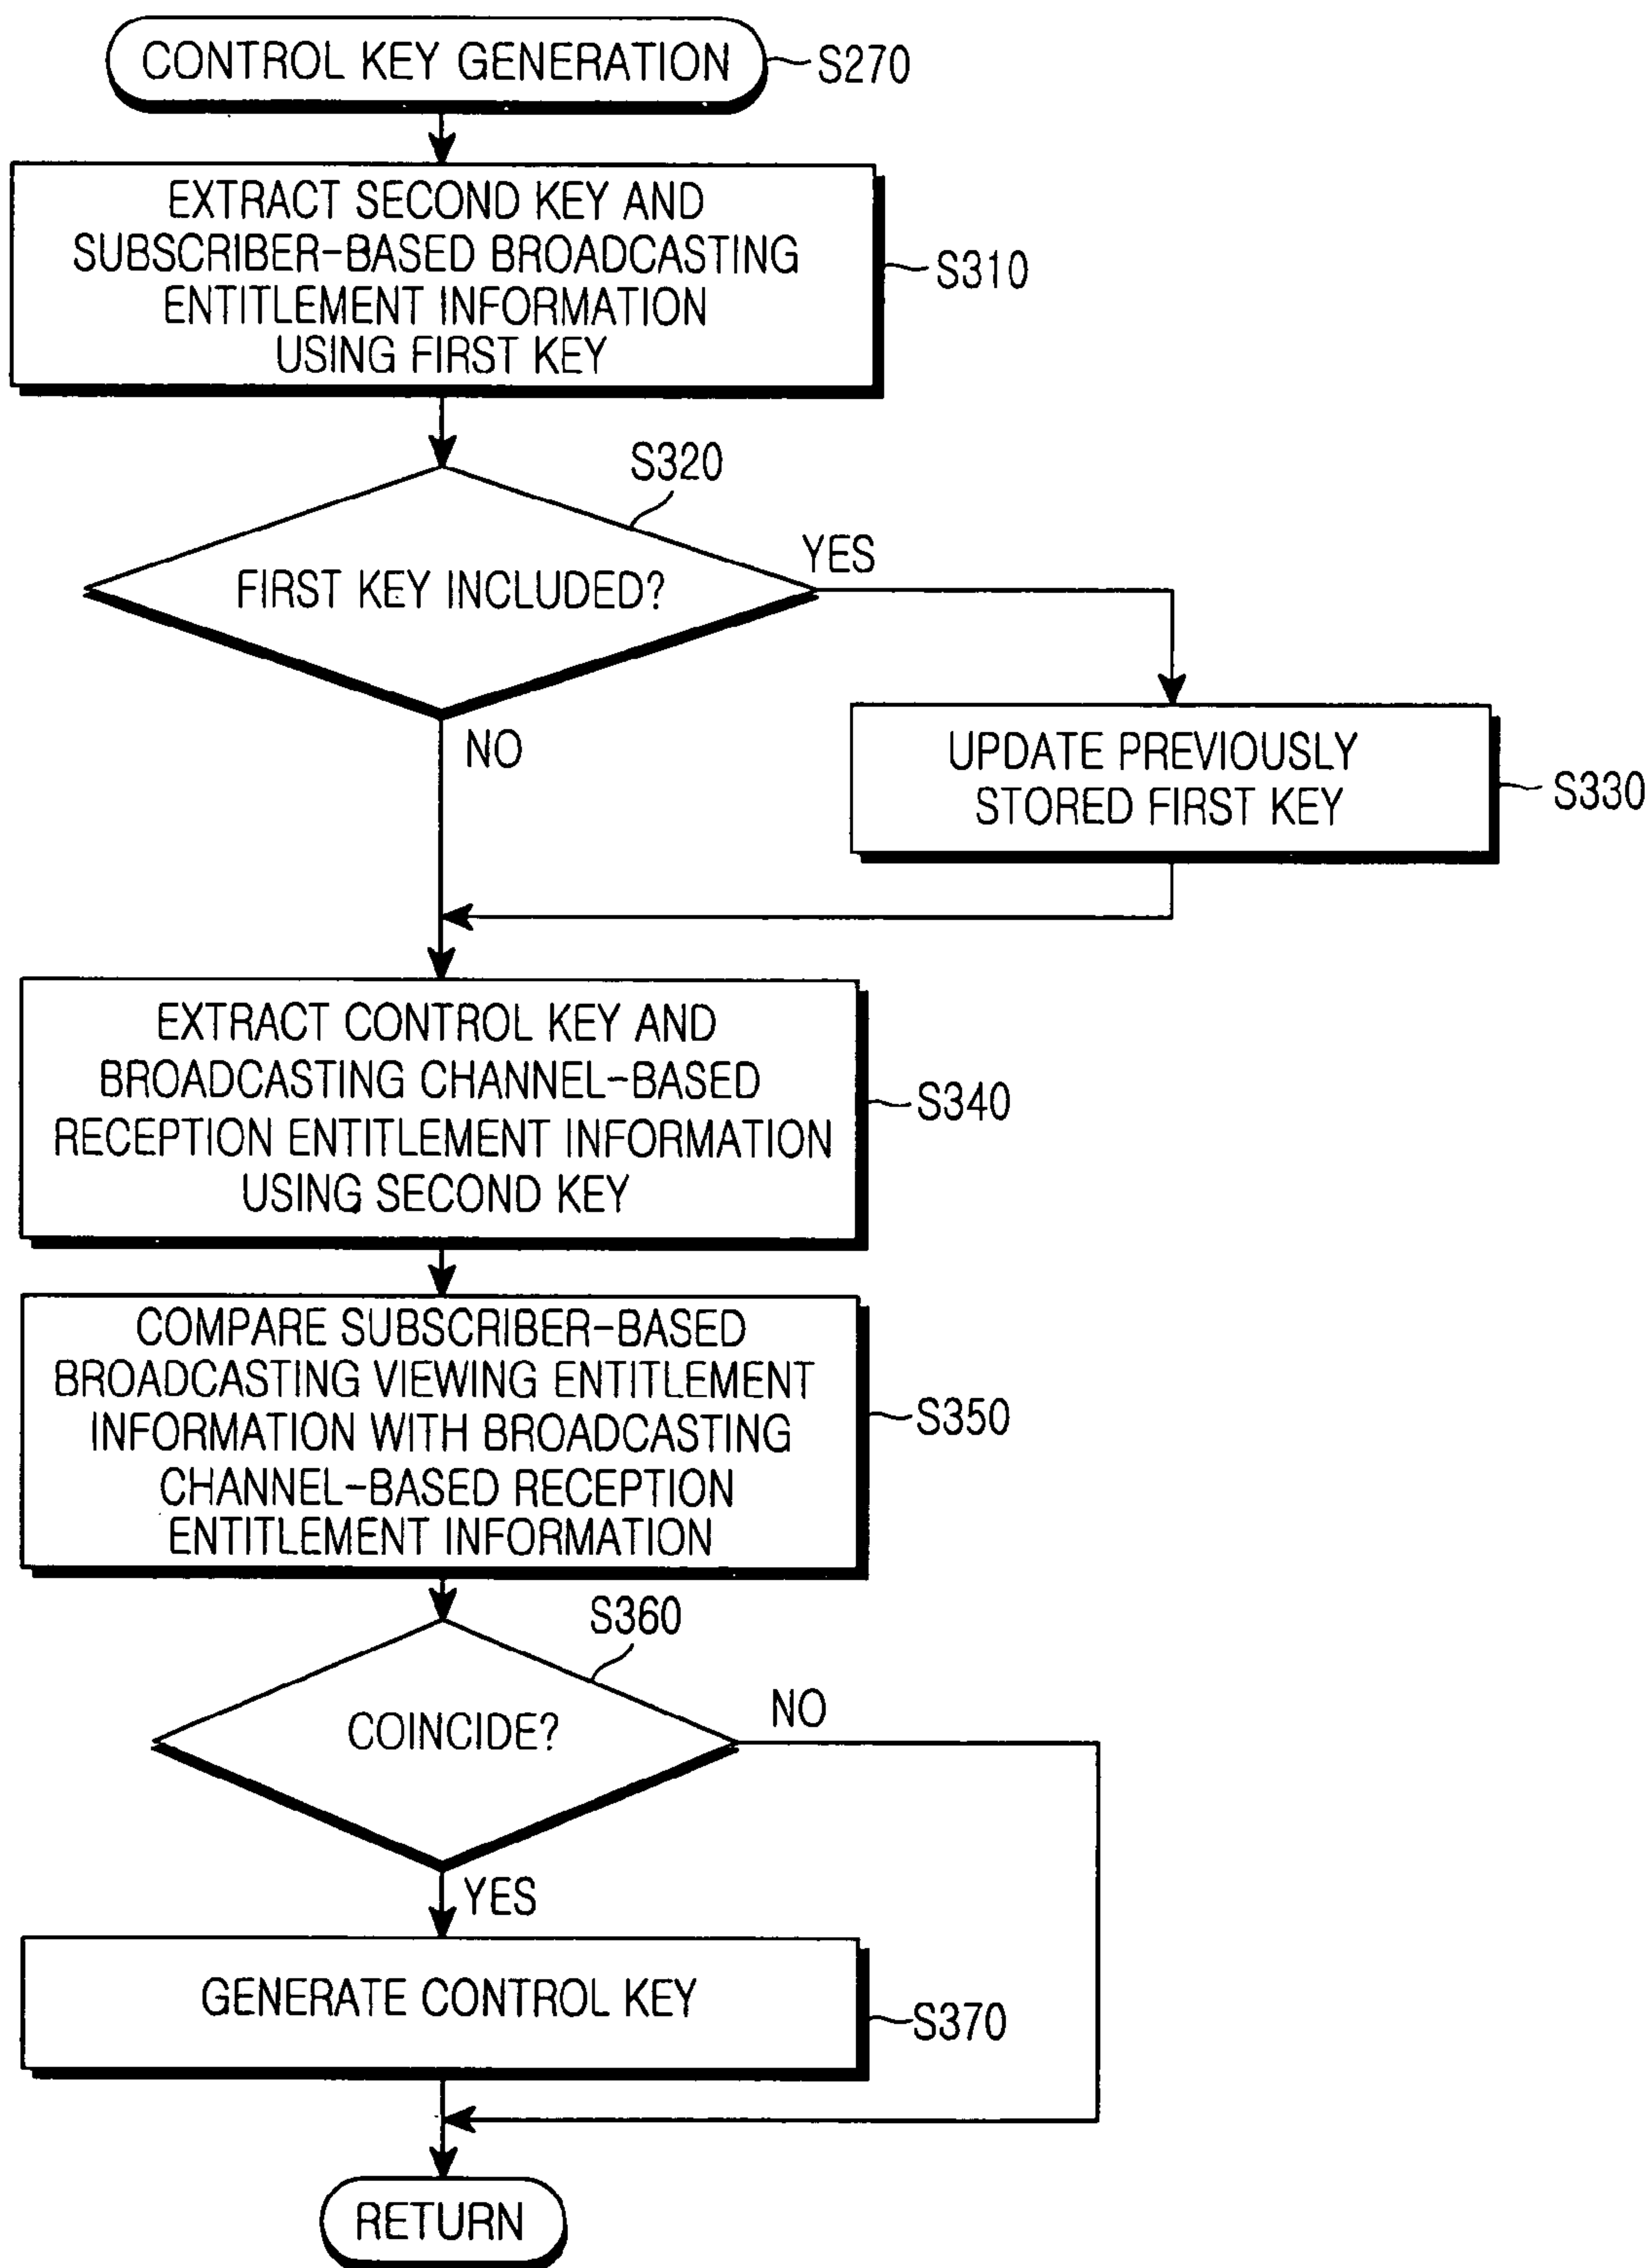 CONTROL KEY GENERATION
S270
EXTRACT SECOND KEY AND
SUBSCRIBER-BASED BROADCASTING
ENTITLEMENT INFORMATION
USING FIRST KEY
S310
S320
FIRST KEY INCLUDED?
YES
NO
UPDATE PREVIOUSLY
STORED FIRST KEY
S330
EXTRACT CONTROL KEY AND
BROADCASTING CHANNEL-BASED
RECEPTION ENTITLEMENT INFORMATION
USING SECOND KEY
S340
COMPARE SUBSCRIBER-BASED
BROADCASTING VIEWING ENTITLEMENT
INFORMATION WITH BROADCASTING
CHANNEL-BASED RECEPTION
ENTITLEMENT INFORMATION
S350
S360
COINCIDE?
NO
YES
GENERATE CONTROL KEY
S370
RETURN